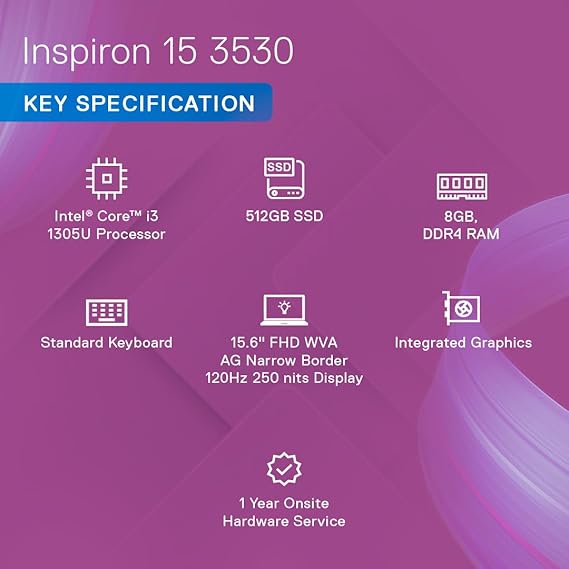 Inspiron 15 3530
KEY SPECIFICATION
Intel® Core™ i3
1305U Processor
SSD
512GB SSD
8GB,
DDR4 RAM
Standard Keyboard
15.6" FHD WVA
AG Narrow Border
120Hz 250 nits Display
Integrated Graphics
1 Year Onsite
Hardware Service